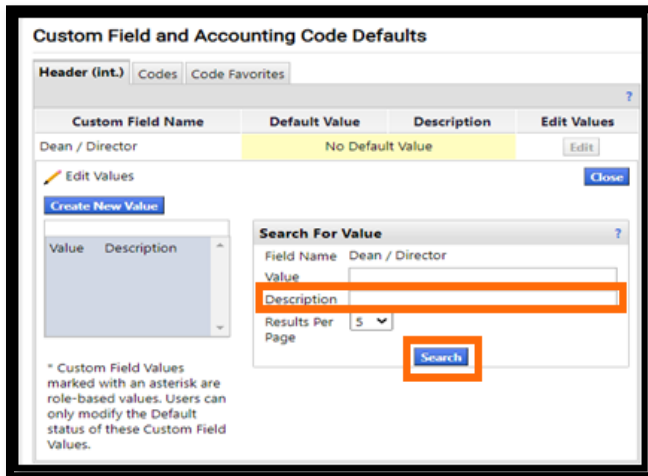 Custom Field and Accounting Code Defaults
Header (int.) Codes Code Favorites
?
Custom Field Name Default Value Description Edit Values
Dean / Director No Default Value Edit
Edit Values Close
Create New Value
Value Description
Search For Value ?
Field Name Dean / Director
Value
Description
Results Per Page 5
Search
* Custom Field Values
marked with an asterisk are
role-based values. Users can
only modify the Default
status of these Custom Field
Values.